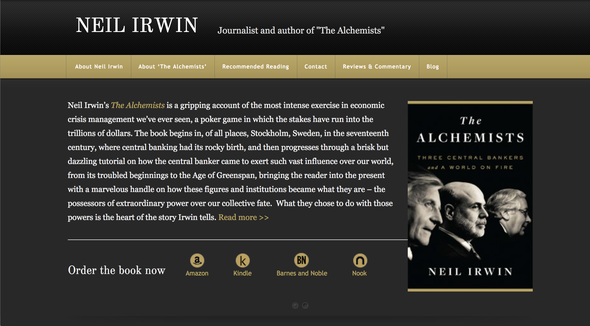 NEIL IRWIN
Journalist and author of "The Alchemists"
About Neil Irwin
About 'The Alchemists'
Recommended Reading
Contact
Reviews & Commentary
Blog
Neil Irwin's The Alchemists is a gripping account of the most intense exercise in economic
crisis management we've ever seen, a poker game in which the stakes have run into the
trillions of dollars. The book begins in, of all places, Stockholm, Sweden, in the seventeenth
century, where central banking had its rocky birth, and then progresses through a brisk but
dazzling tutorial on how the central banker came to exert such vast influence over our world,
from its troubled beginnings to the Age of Greenspan, bringing the reader into the present
with a marvelous handle on how these figures and institutions became what they are – the
possessors of extraordinary power over our collective fate.  What they chose to do with those
powers is the heart of the story Irwin tells. Read more >>
The
ALCHEMISTS
THREE CENTRAL BANKERS
and A WORLD ON FIRE
NEIL IRWIN
Order the book now
a
Amazon
k
Kindle
BN
Barnes and Noble
n
Nook